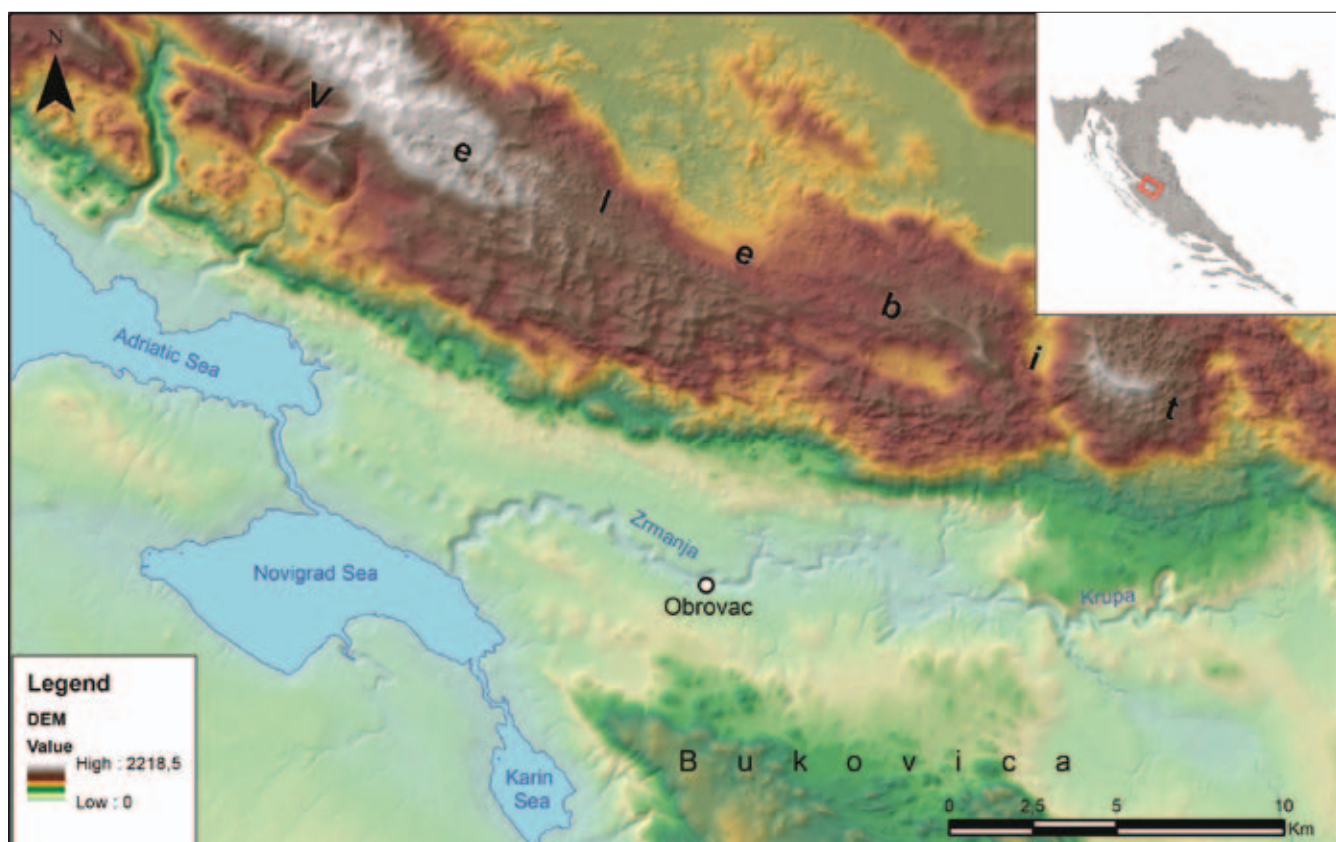 N
V e l e b i t
Adriatic Sea
Novigrad Sea
Zrmanja
Obrovac
Krupa
Karin
Sea
B u k o v i c a
Legend
DEM
Value
High : 2218,5
Low : 0
0 2,5 5 10
Km